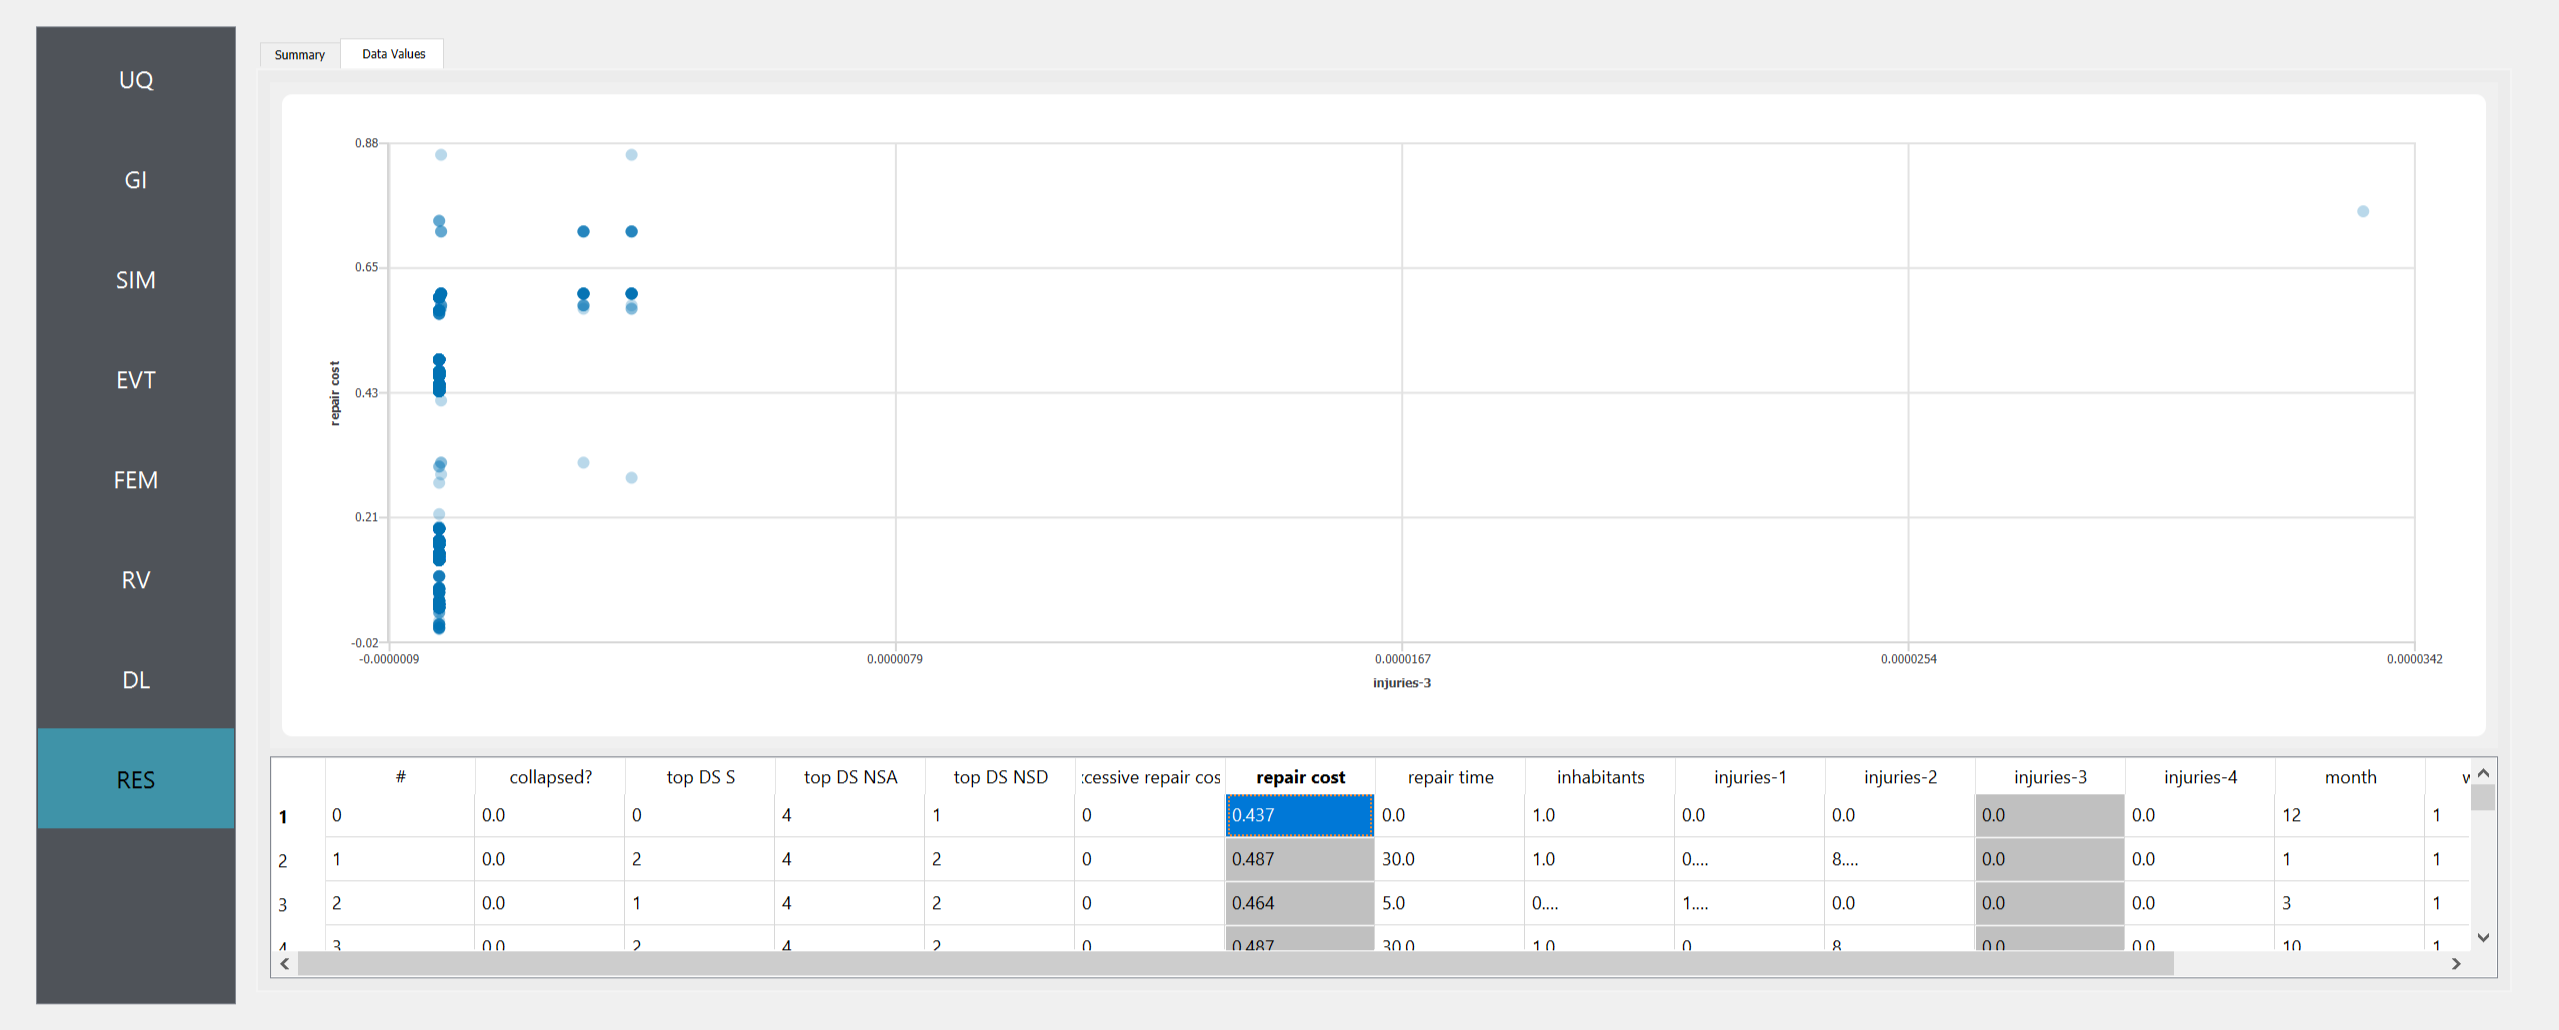 Summary Data Values
UQ
GI
SIM
EVT
FEM
RV
DL
RES
0.88
0.65
0.43
0.21
-0.02
repair cost
-0.0000009 0.0000079 0.0000167 0.0000254 0.0000342
injuries-3
# collapsed? top DS S top DS NSA top DS NSD cessive repair cos repair cost repair time inhabitants injuries-1 injuries-2 injuries-3 injuries-4 month
1 0 0.0 0 4 1 0 0.437 0.0 1.0 0.0 0.0 0.0 0.0 12 1
2 1 0.0 2 4 2 0 0.487 30.0 1.0 0.... 8.... 0.0 0.0 1 1
3 2 0.0 1 4 2 0 0.464 5.0 0.... 1.... 0.0 0.0 0.0 3 1
4 3 0.0 2 4 2 0 0.487 30.0 1.0 0 8 0.0 0.0 10 1